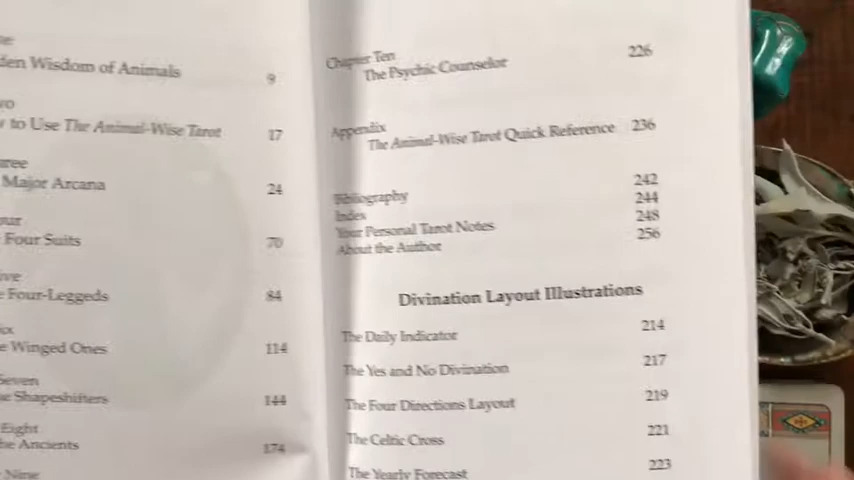 Wisdom of Animals
9
to Use The Animal-Wise Tarot
17
Major Arcana
24
Four Suits
70
Four-Leggeds
84
Winged Ones
114
Seven
Shapeshifters
144
Eight
Ancients
174
Nine
Chapter Ten
The Psychic Counselor
226
Appendix
The Animal-Wise Tarot Quick Reference 236
Bibliography 242
Index 244
Your Personal Tarot Notes 248
About the Author 256
Divination Layout Illustrations
The Daily Indicator 214
The Yes and No Divination 217
The Four Directions Layout 219
The Celtic Cross 221
The Yearly Forecast 223